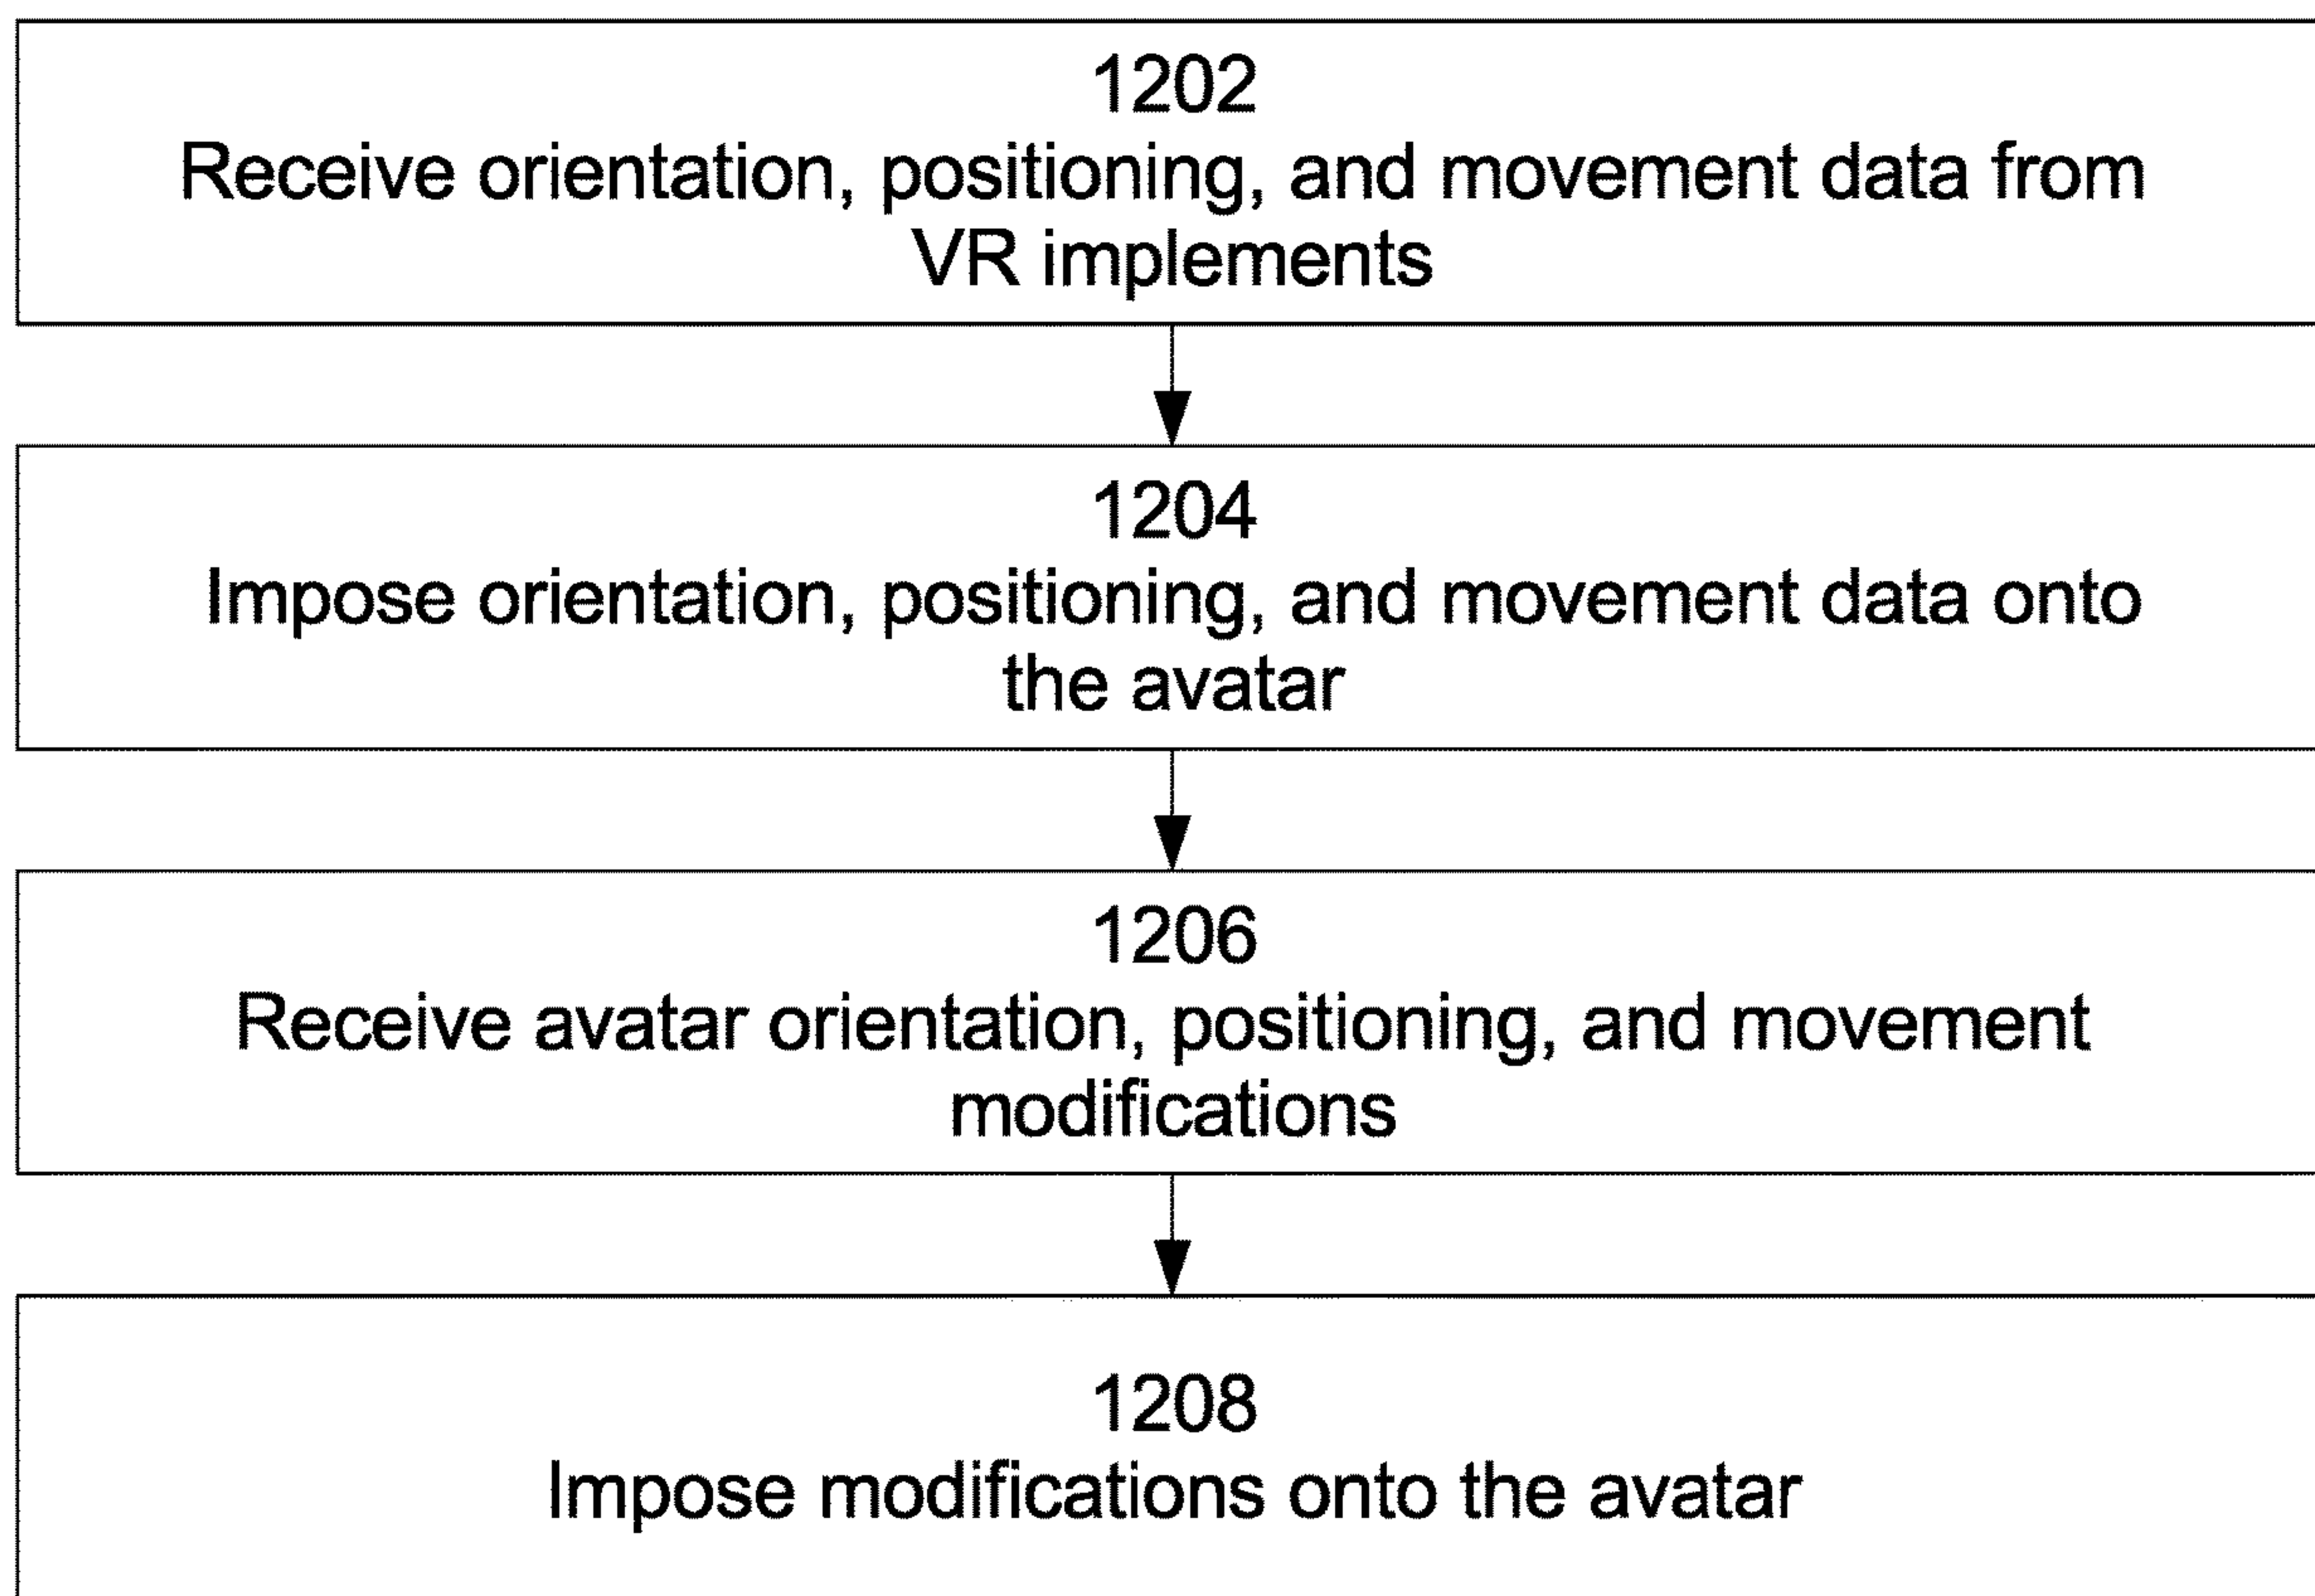 1202
Receive orientation, positioning, and movement data from
VR implements
1204
Impose orientation, positioning, and movement data onto
the avatar
1206
Receive avatar orientation, positioning, and movement
modifications
1208
Impose modifications onto the avatar